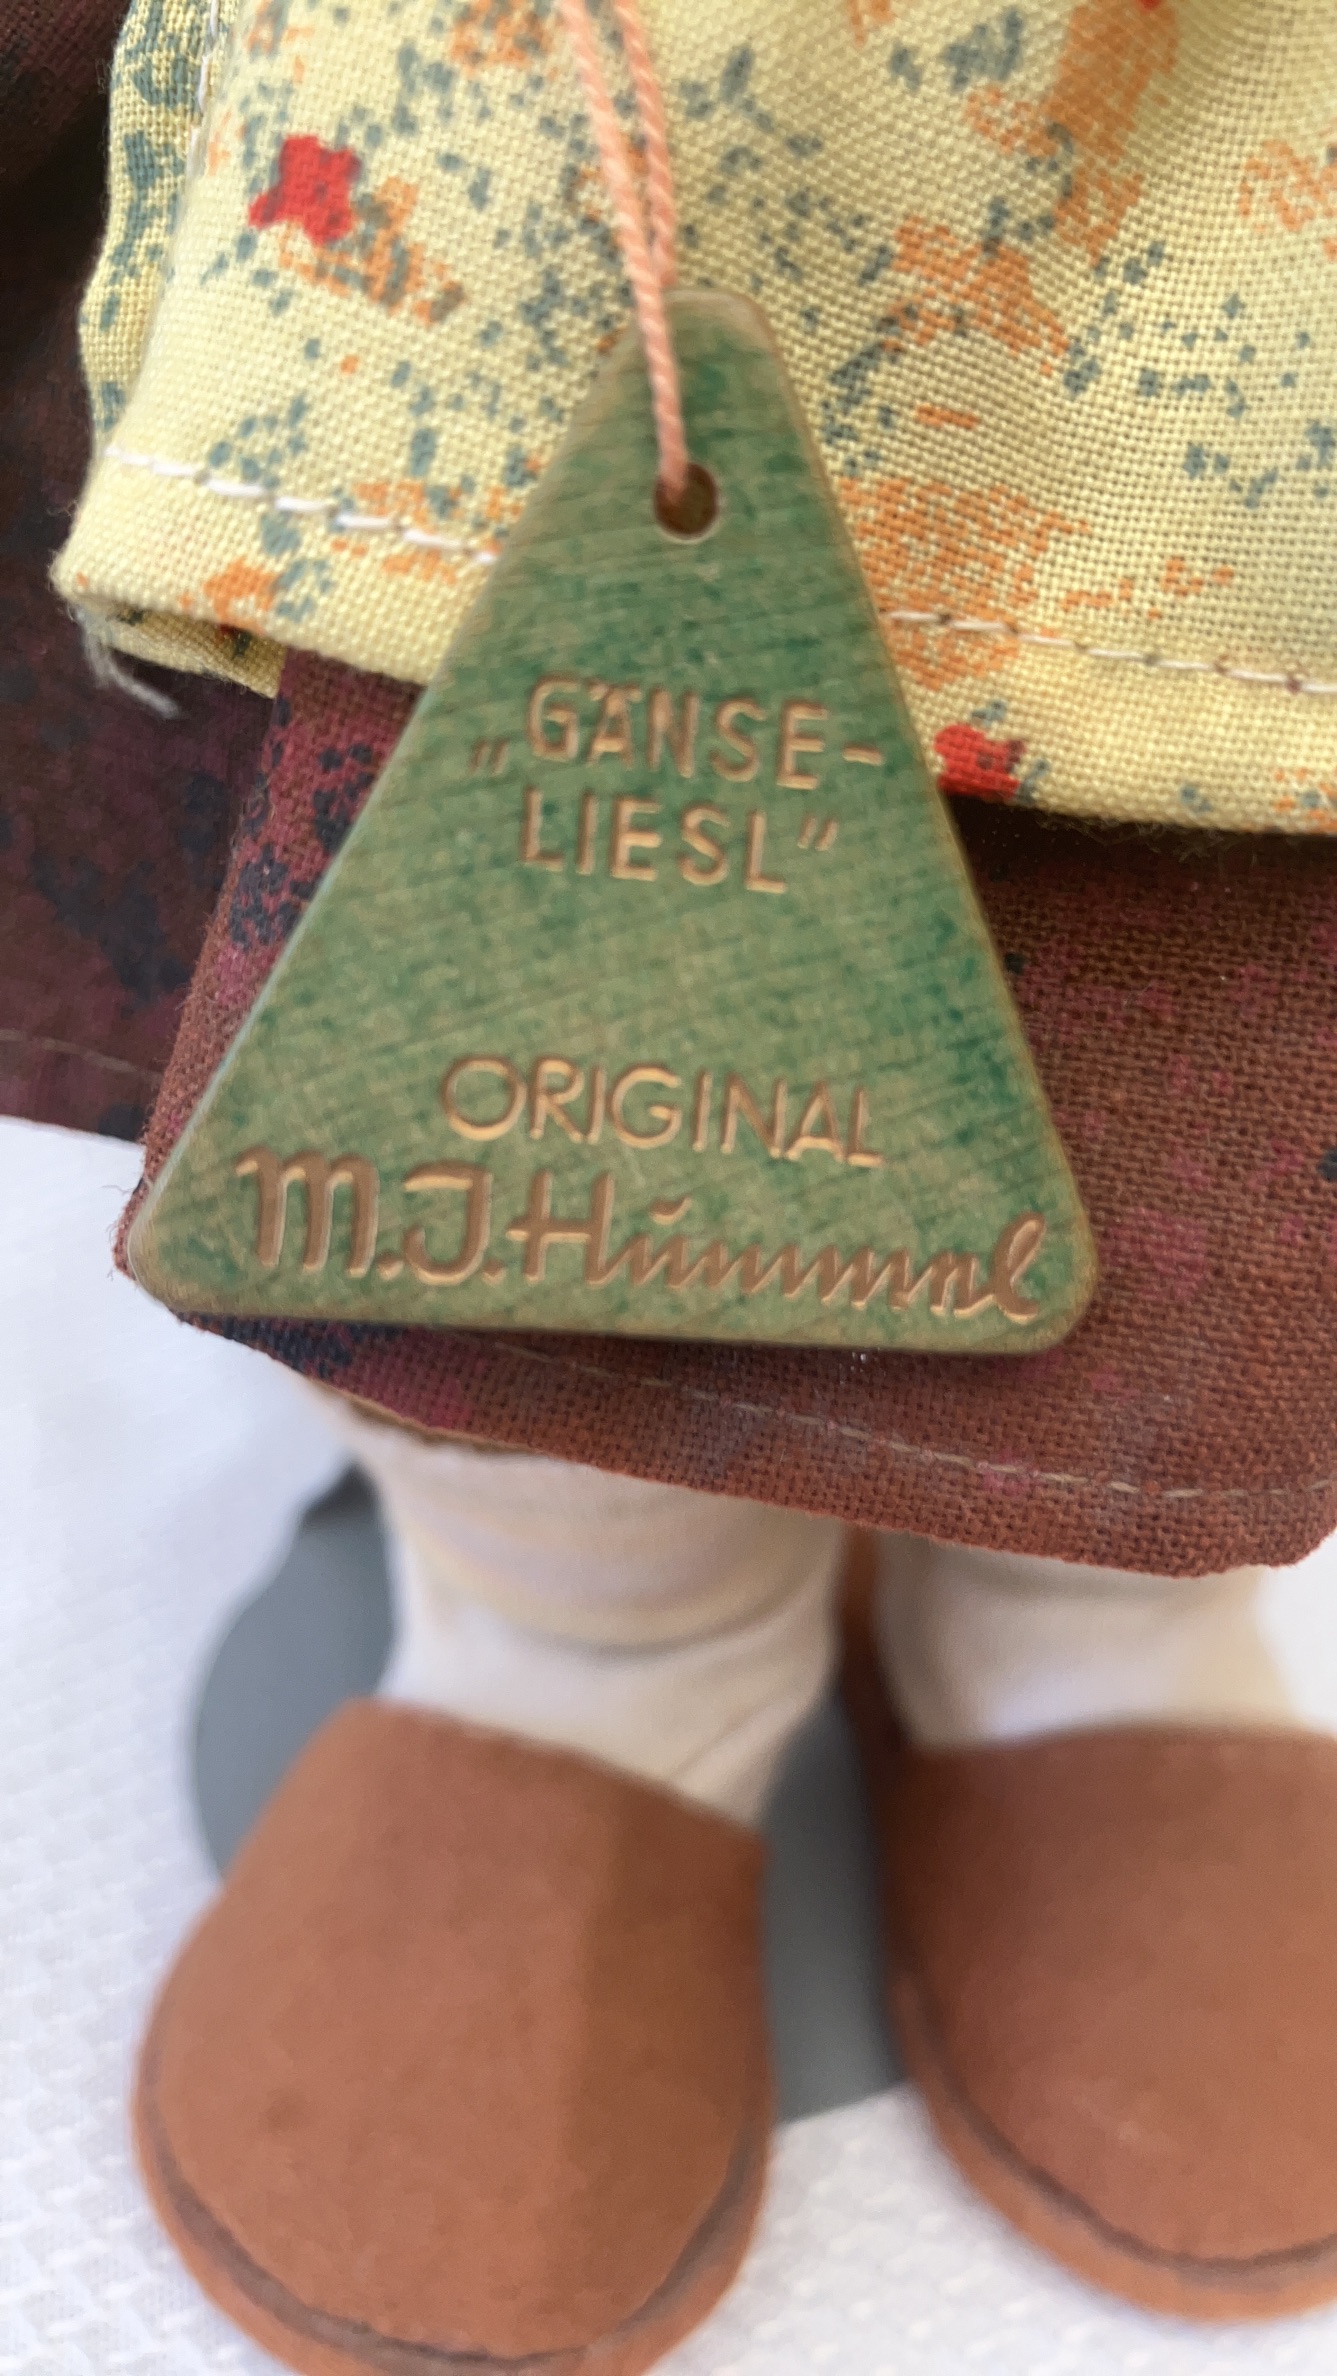 „GÄNSE-
LIESL"
ORIGINAL
M.J.Hummel